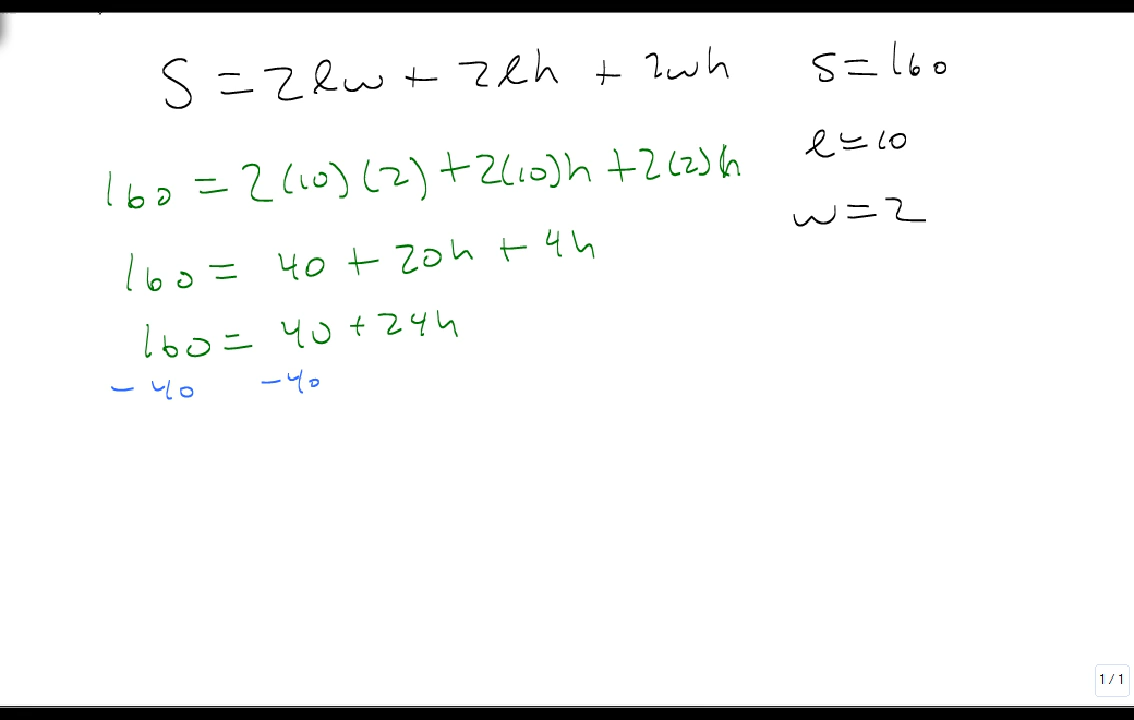 S = 2lw + 2lh + 2wh
S = 160
l = 10
w = 2
160 = 2(10)(2) + 2(10)h + 2(2)h
160 = 40 + 20h + 4h
160 = 40 + 24h
-40 -40
1 / 1